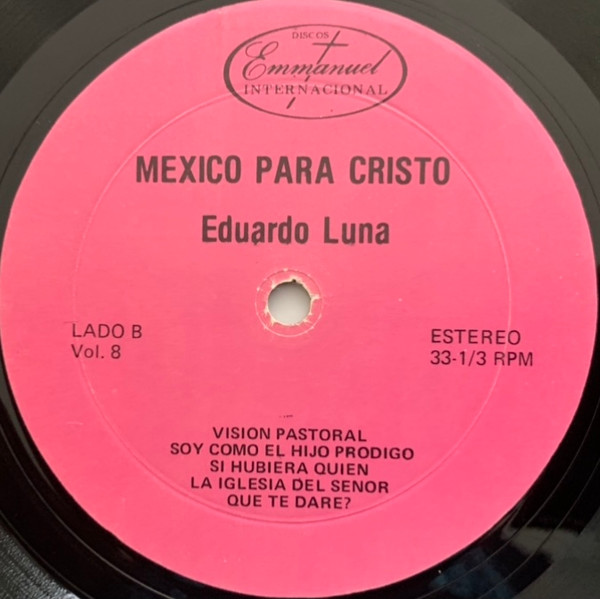 DISCOS
Emmanuel
INTERNACIONAL
MEXICO PARA CRISTO
Eduardo Luna
LADO B
Vol. 8
ESTEREO
33-1/3 RPM
VISION PASTORAL
SOY COMO EL HIJO PRODIGO
SI HUBIERA QUIEN
LA IGLESIA DEL SENOR
QUE TE DARE?